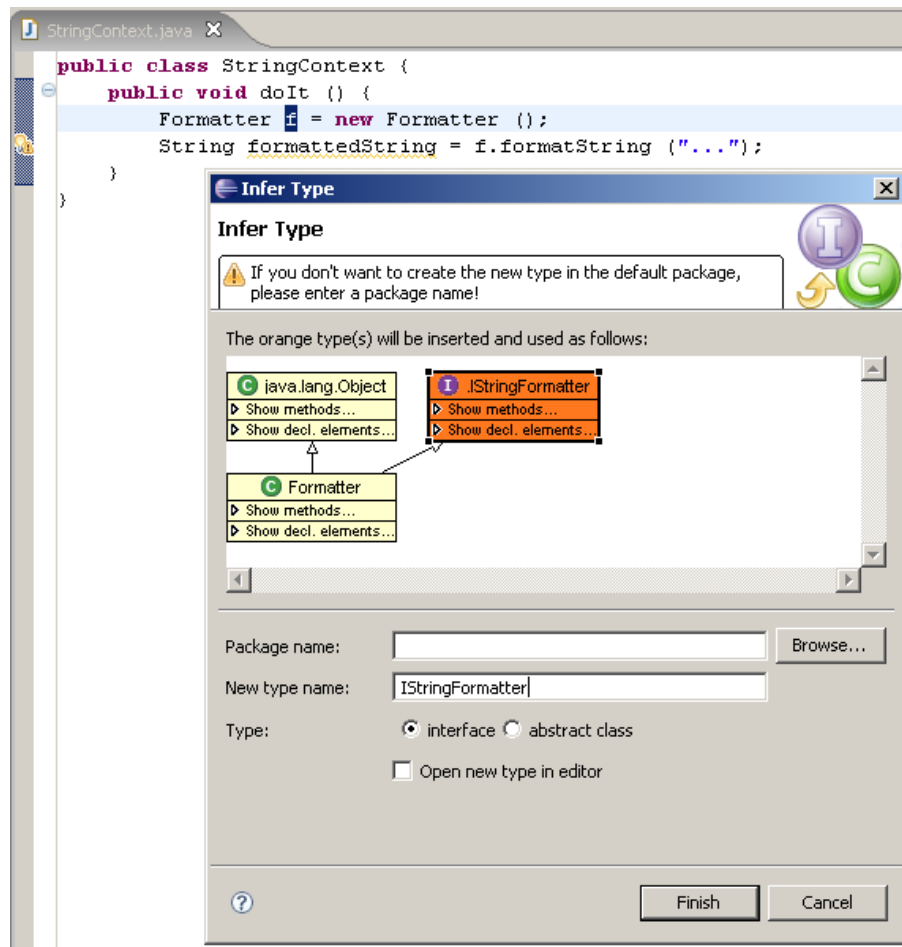 StringContext.java
public class StringContext {
public void doIt () {
Formatter f = new Formatter ();
String formattedString = f.formatString ("...");
}
}
Infer Type
Infer Type
If you don't want to create the new type in the default package,
please enter a package name!
The orange type(s) will be inserted and used as follows:
java.lang.Object
Show methods...
Show decl. elements...
.IStringFormatter
Show methods...
Show decl. elements...
Formatter
Show methods...
Show decl. elements...
Package name:
Browse...
New type name:
IStringFormatter
Type:
interface
abstract class
Open new type in editor
Finish
Cancel